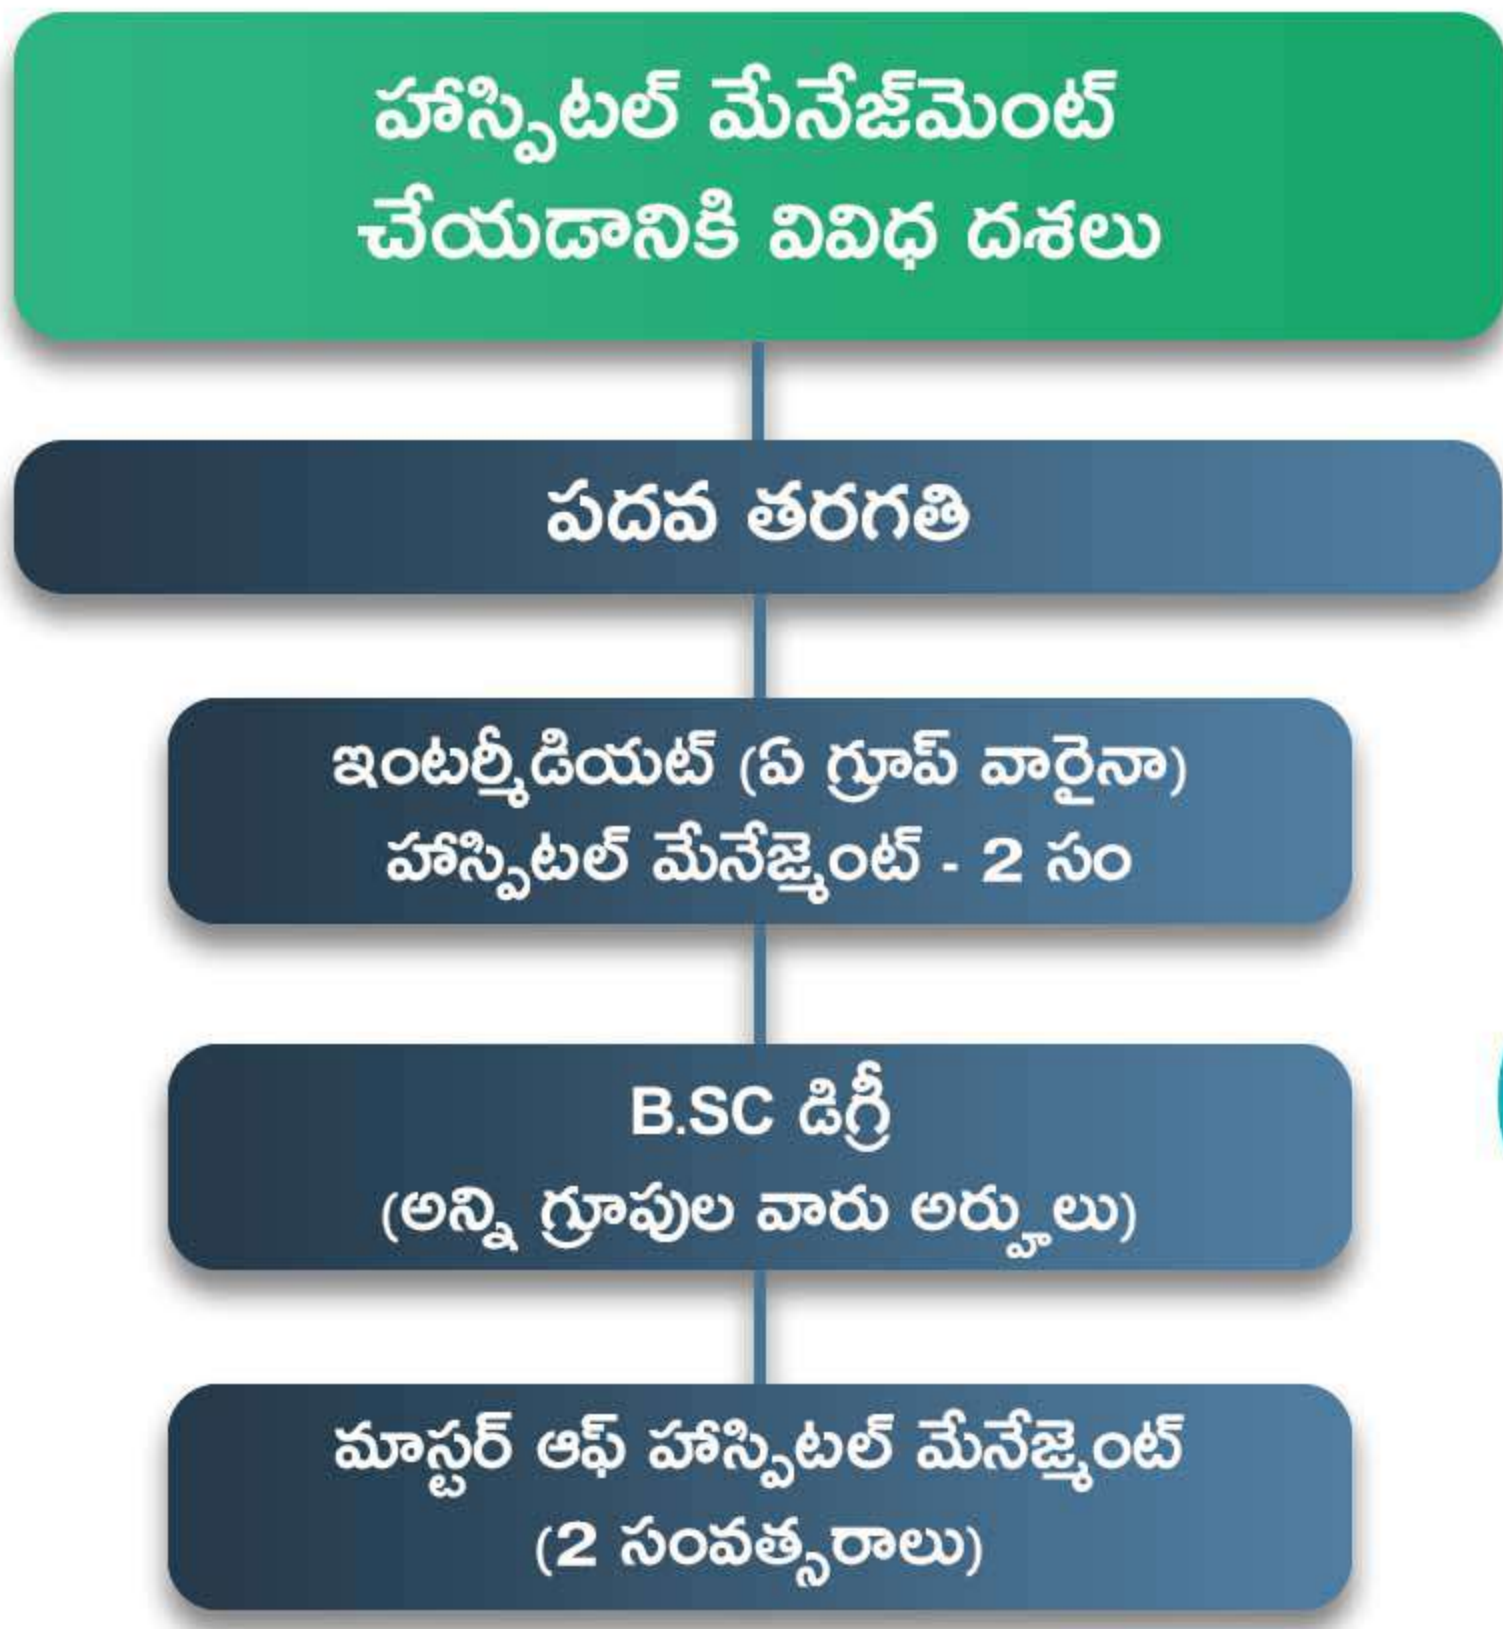 హాస్పిటల్ మేనేజ్‌మెంట్
చేయడానికి వివిధ దశలు
పదవ తరగతి
ఇంటర్మీడియట్ (ఏ గ్రూప్ వారైనా)
హాస్పిటల్ మేనేజ్మెంట్ - 2 సం
B.SC డిగ్రీ
(అన్ని గ్రూపుల వారు అర్హులు)
మాస్టర్ ఆఫ్ హాస్పిటల్ మేనేజ్మెంట్
(2 సంవత్సరాలు)